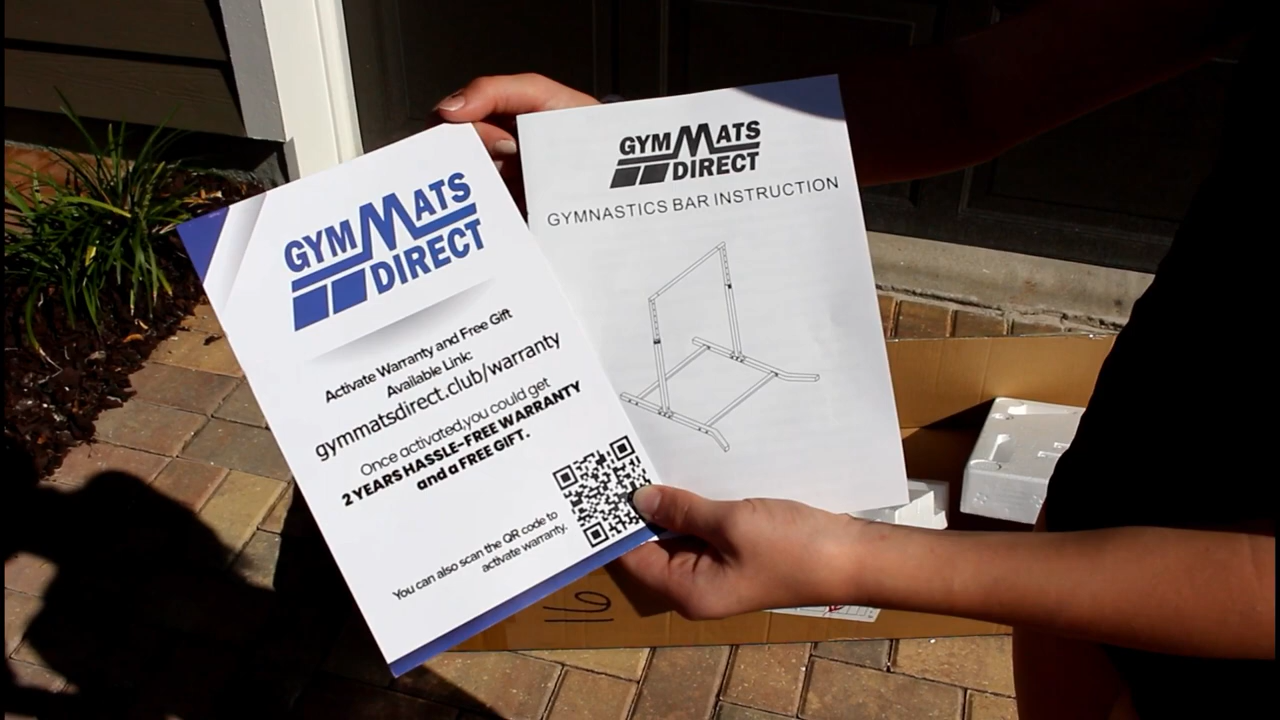 GYM MATS
DIRECT
Activate Warranty and Free Gift
Available Link:
gymmatsdirect.club/warranty
Once activated,you could get
2 YEARS HASSLE-FREE WARRANTY
and a FREE GIFT.
You can also scan the QR code to
activate warranty.
GYM MATS
DIRECT
GYMNASTICS BAR INSTRUCTION
16